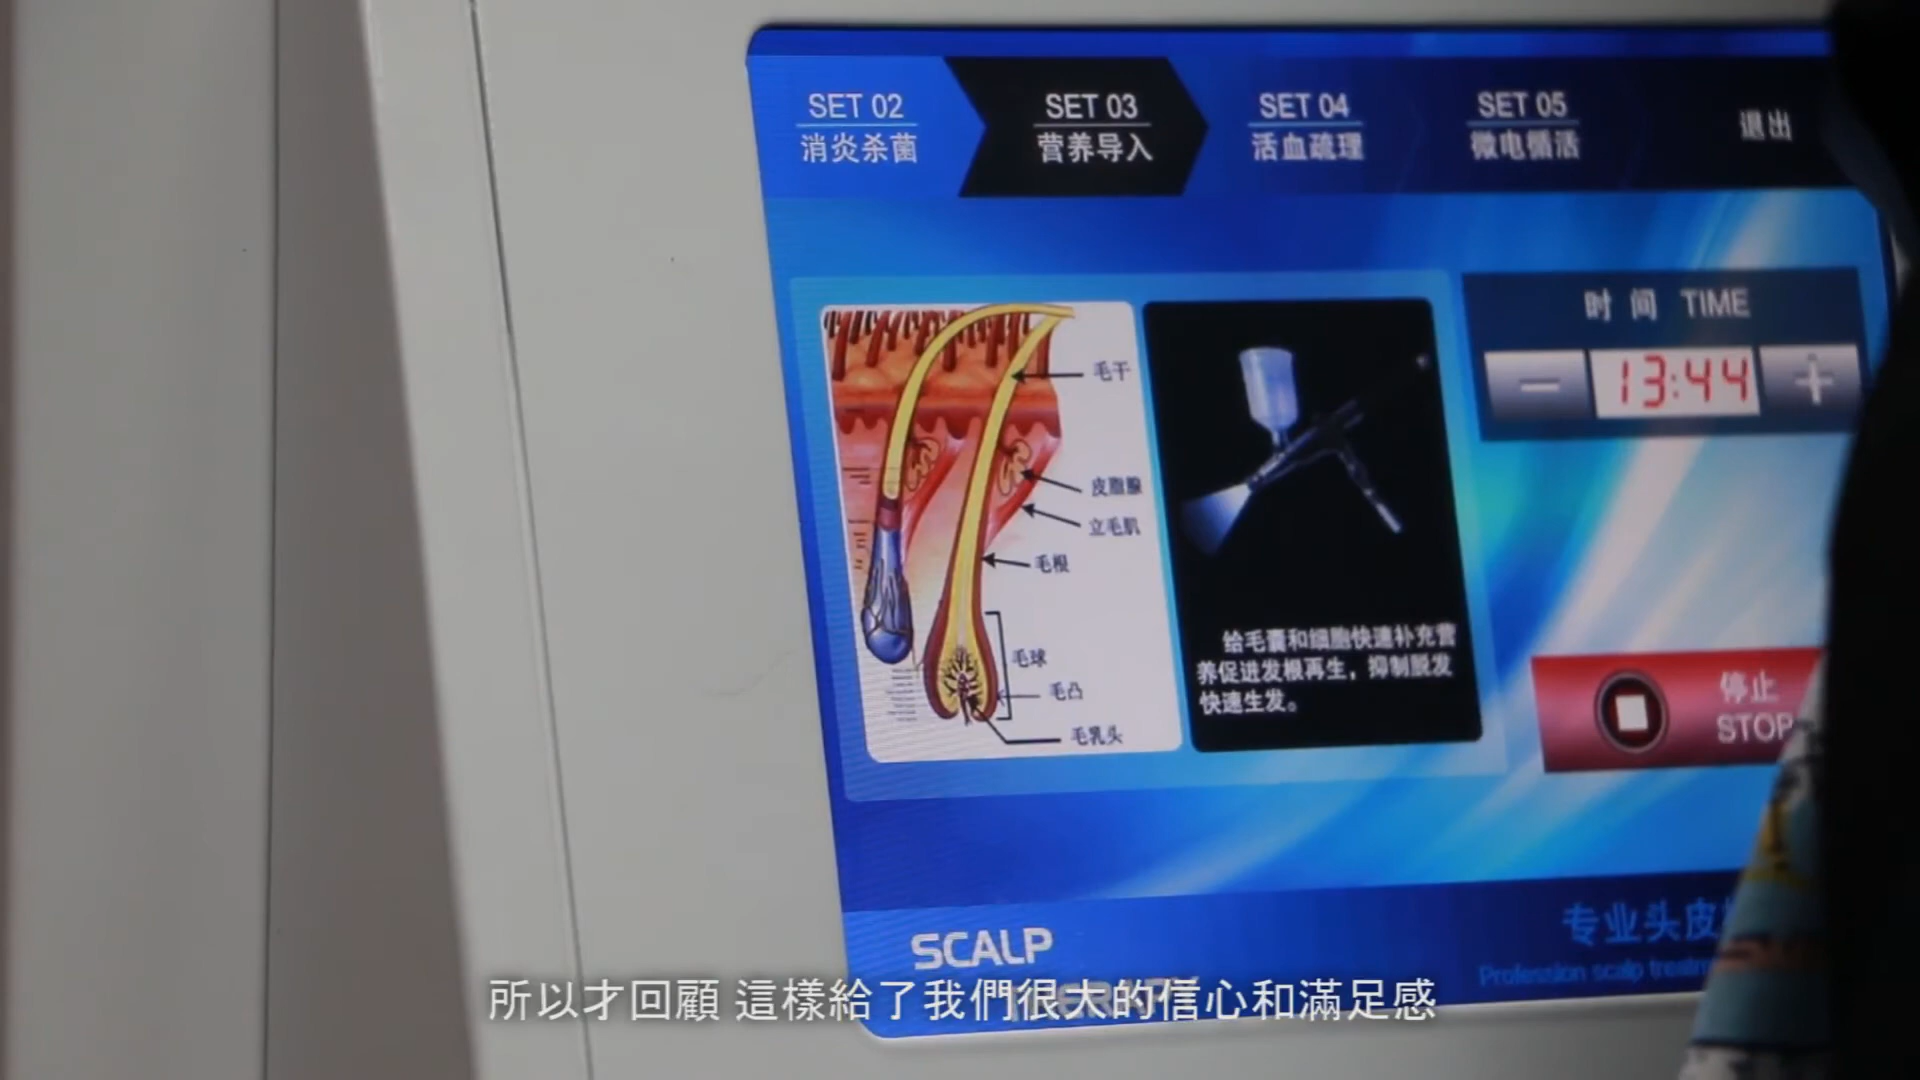 SET 02
消炎杀菌
SET 03
营养导入
SET 04
活血疏理
SET 05
微电循活
退出
时间 TIME
13:44
毛干
皮脂腺
立毛肌
毛根
毛球
毛凸
毛乳头
给毛囊和细胞快速补充营
养促进发根再生，抑制脱发
快速生发。
停止
STOP
SCALP
专业头皮
Profession scalp
所以才回顧 這樣給了我們很大的信心和滿足感